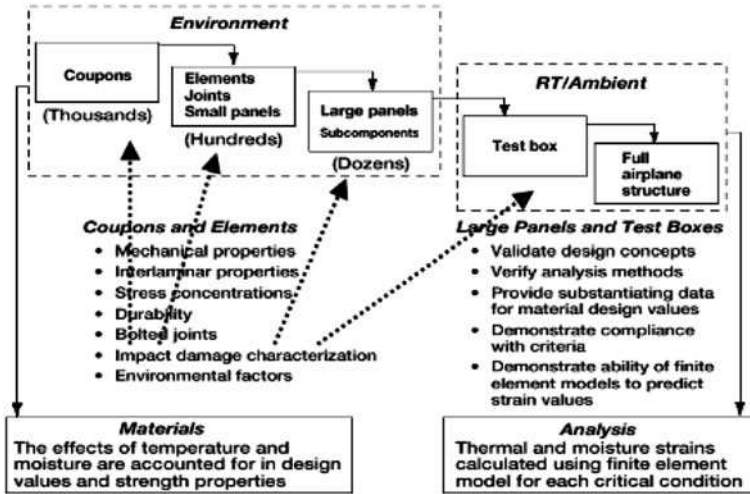 Environment
Coupons
(Thousands)
Elements
Joints
Small panels
(Hundreds)
Large panels
Subcomponents
(Dozens)
RT/Ambient
Test box
Full
airplane
structure
Coupons and Elements
• Mechanical properties
• Interlaminar properties
• Stress concentrations
• Durability
• Bolted joints
• Impact damage characterization
• Environmental factors
Large Panels and Test Boxes
• Validate design concepts
• Verify analysis methods
• Provide substantiating data
for material design values
• Demonstrate compliance
with criteria
• Demonstrate ability of finite
element models to predict
strain values
Materials
The effects of temperature and
moisture are accounted for in design
values and strength properties
Analysis
Thermal and moisture strains
calculated using finite element
model for each critical condition